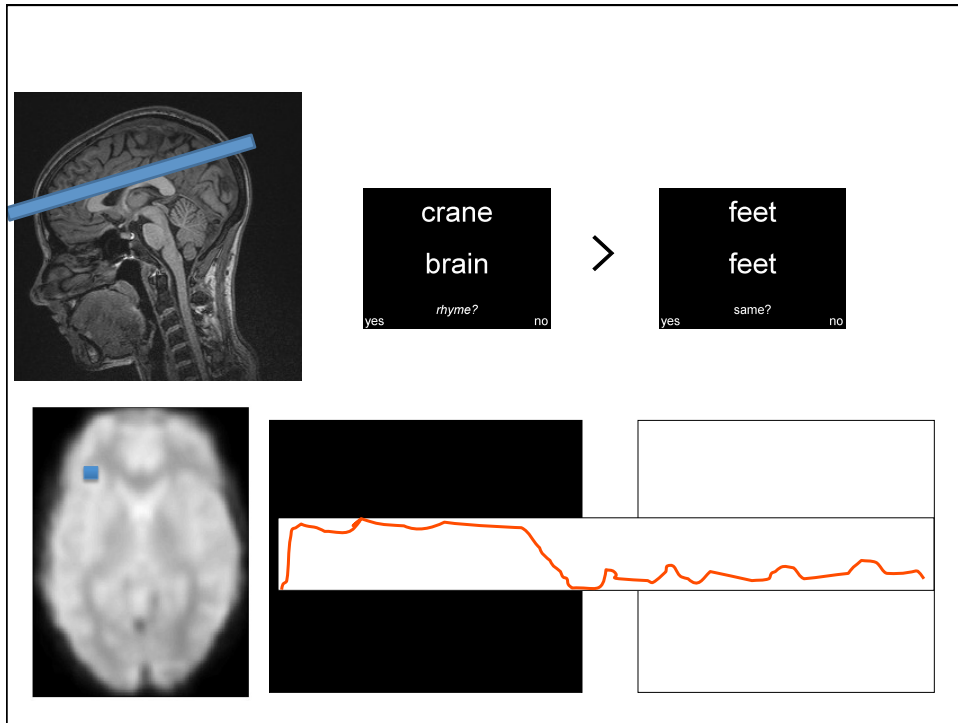 crane
brain
rhyme?
yes no
>
feet
feet
same?
yes no